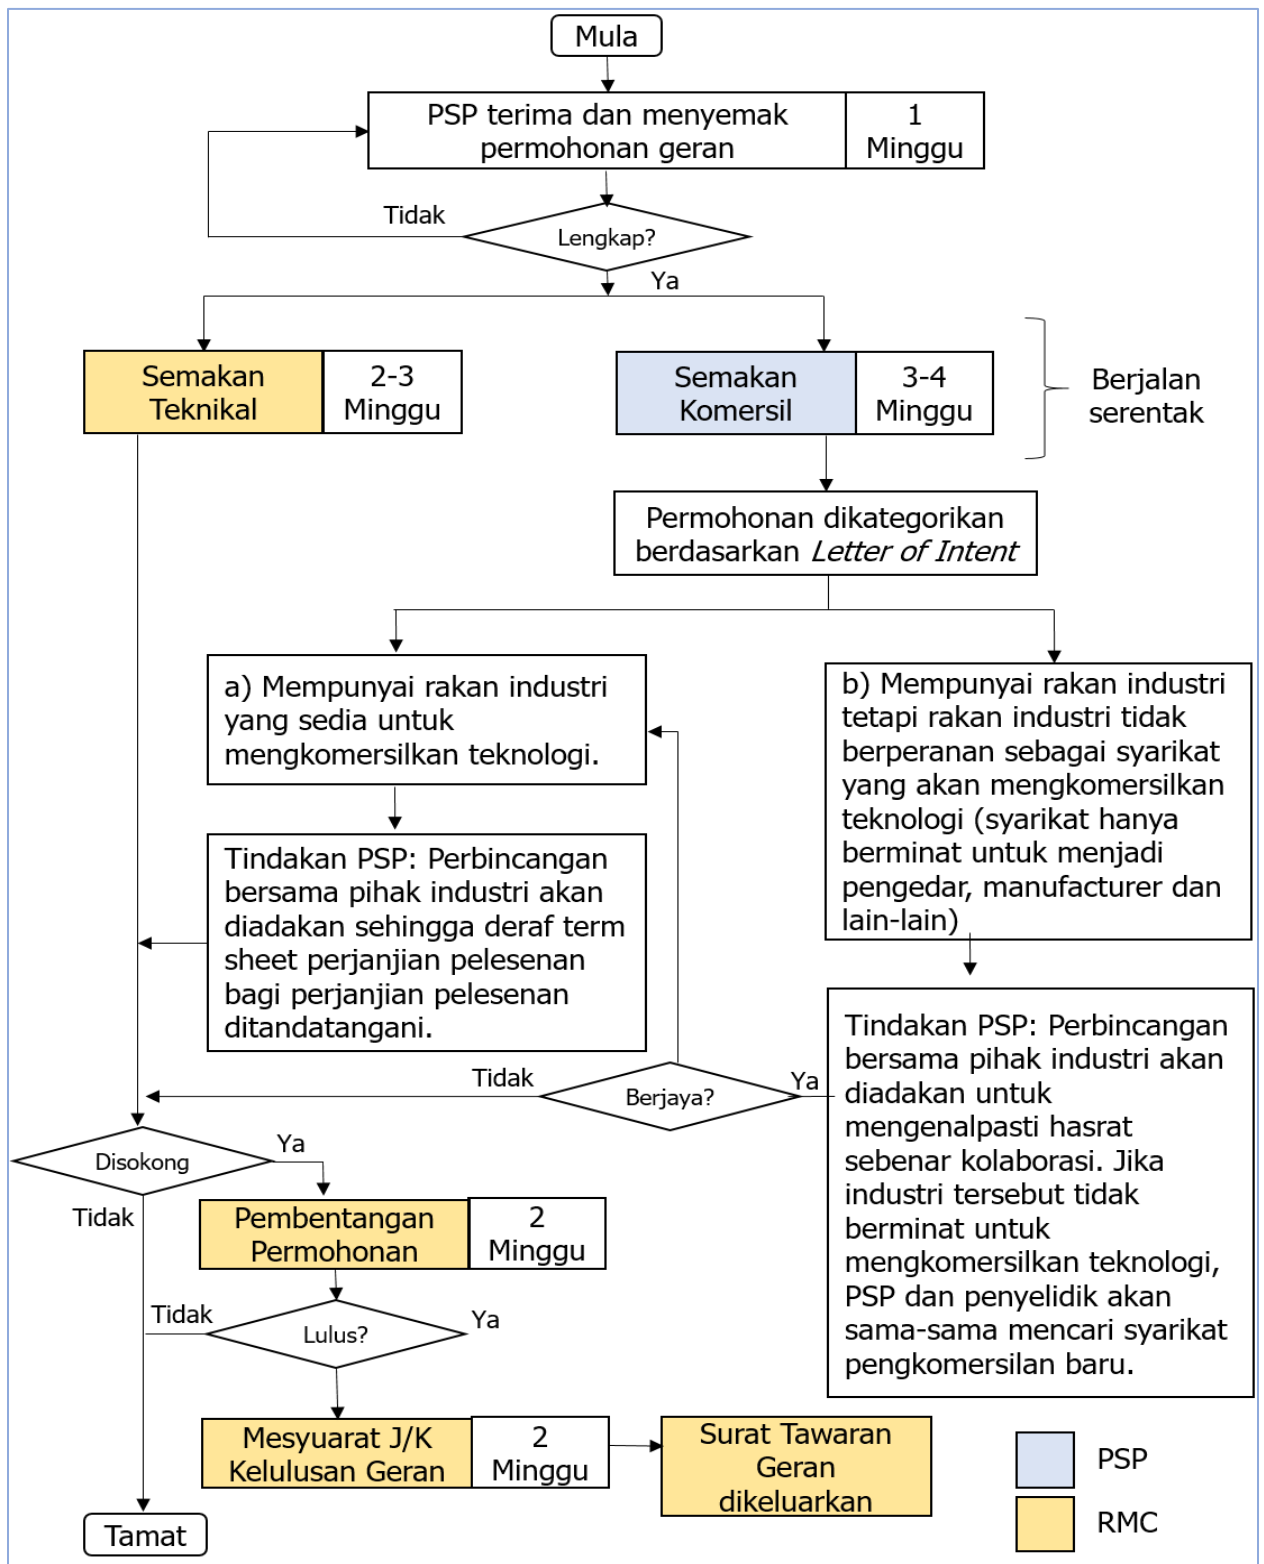 Mula
PSP terima dan menyemak
permohonan geran
1
Minggu
Tidak
Lengkap?
Ya
Semakan
Teknikal
2-3
Minggu
Semakan
Komersil
3-4
Minggu
Berjalan
serentak
Permohonan dikategorikan
berdasarkan Letter of Intent
a) Mempunyai rakan industri
yang sedia untuk
mengkomersilkan teknologi.
b) Mempunyai rakan industri
tetapi rakan industri tidak
berperanan sebagai syarikat
yang akan mengkomersilkan
teknologi (syarikat hanya
berminat untuk menjadi
pengedar, manufacturer dan
lain-lain)
Tindakan PSP: Perbincangan
bersama pihak industri akan
diadakan sehingga deraf term
sheet perjanjian pelesenan
bagi perjanjian pelesenan
ditandatangani.
Tindakan PSP: Perbincangan
bersama pihak industri akan
diadakan untuk
mengenalpasti hasrat
sebenar kolaborasi. Jika
industri tersebut tidak
berminat untuk
mengkomersilkan teknologi,
PSP dan penyelidik akan
sama-sama mencari syarikat
pengkomersilan baru.
Tidak
Berjaya?
Ya
Disokong
Ya
Tidak
Pembentangan
Permohonan
2
Minggu
Tidak
Lulus?
Ya
Mesyuarat J/K
Kelulusan Geran
2
Minggu
Surat Tawaran
Geran
dikeluarkan
PSP
RMC
Tamat